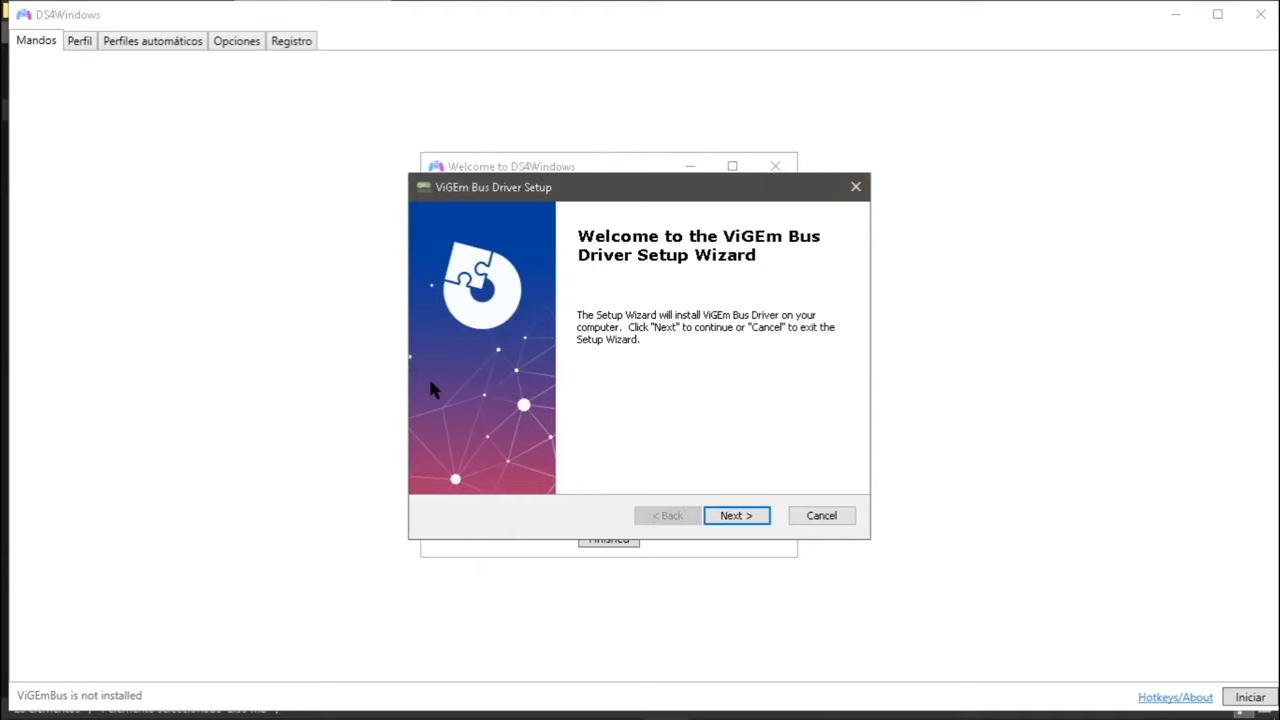 DS4Windows
Mandos
Perfil
Perfiles automáticos
Opciones
Registro
Welcome to DS4Windows
ViGEm Bus Driver Setup
Welcome to the ViGEm Bus
Driver Setup Wizard
The Setup Wizard will install ViGEm Bus Driver on your
computer. Click "Next" to continue or "Cancel" to exit the
Setup Wizard.
< Back
Next >
Cancel
Finished
ViGEmBus is not installed
Hotkeys/About
Iniciar